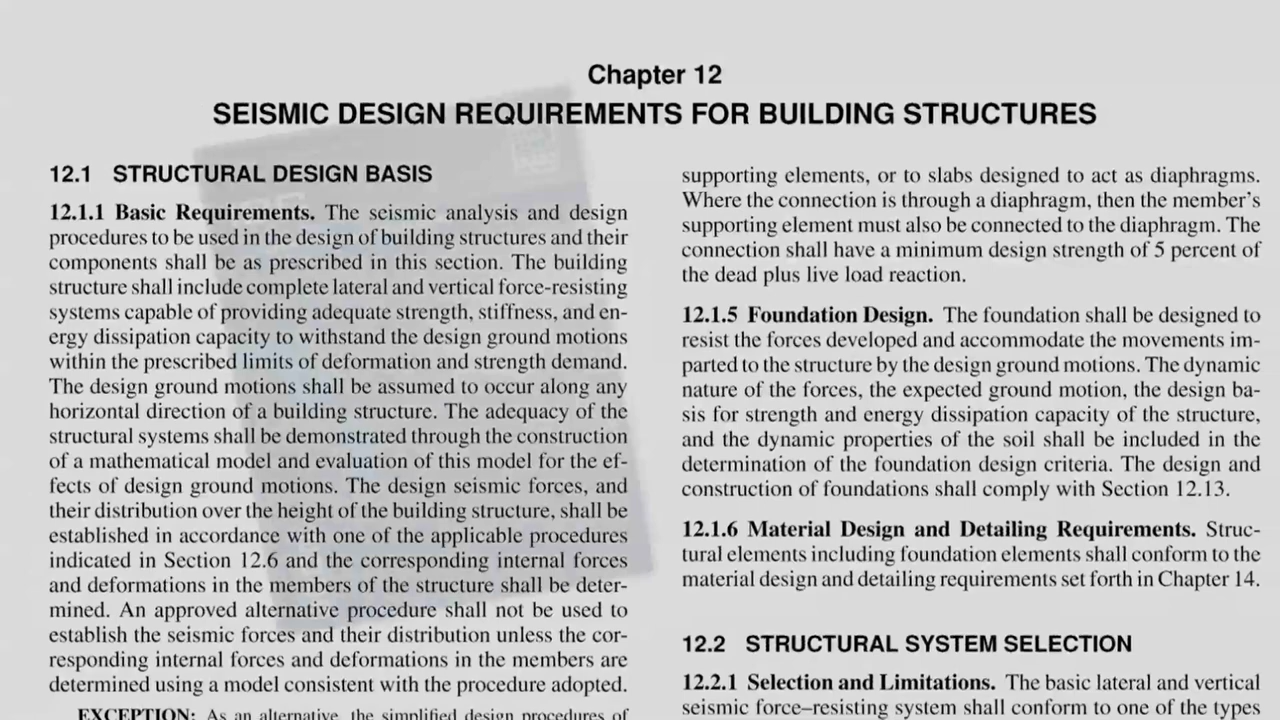 Chapter 12
SEISMIC DESIGN REQUIREMENTS FOR BUILDING STRUCTURES
12.1 STRUCTURAL DESIGN BASIS
12.1.1 Basic Requirements. The seismic analysis and design
procedures to be used in the design of building structures and their
components shall be as prescribed in this section. The building
structure shall include complete lateral and vertical force-resisting
systems capable of providing adequate strength, stiffness, and en-
ergy dissipation capacity to withstand the design ground motions
within the prescribed limits of deformation and strength demand.
The design ground motions shall be assumed to occur along any
horizontal direction of a building structure. The adequacy of the
structural systems shall be demonstrated through the construction
of a mathematical model and evaluation of this model for the ef-
fects of design ground motions. The design seismic forces, and
their distribution over the height of the building structure, shall be
established in accordance with one of the applicable procedures
indicated in Section 12.6 and the corresponding internal forces
and deformations in the members of the structure shall be deter-
mined. An approved alternative procedure shall not be used to
establish the seismic forces and their distribution unless the cor-
responding internal forces and deformations in the members are
determined using a model consistent with the procedure adopted.
EXCEPTION: As an alternative, the simplified design procedures of
supporting elements, or to slabs designed to act as diaphragms.
Where the connection is through a diaphragm, then the member's
supporting element must also be connected to the diaphragm. The
connection shall have a minimum design strength of 5 percent of
the dead plus live load reaction.
12.1.5 Foundation Design. The foundation shall be designed to
resist the forces developed and accommodate the movements im-
parted to the structure by the design ground motions. The dynamic
nature of the forces, the expected ground motion, the design ba-
sis for strength and energy dissipation capacity of the structure,
and the dynamic properties of the soil shall be included in the
determination of the foundation design criteria. The design and
construction of foundations shall comply with Section 12.13.
12.1.6 Material Design and Detailing Requirements. Struc-
tural elements including foundation elements shall conform to the
material design and detailing requirements set forth in Chapter 14.
12.2 STRUCTURAL SYSTEM SELECTION
12.2.1 Selection and Limitations. The basic lateral and vertical
seismic force–resisting system shall conform to one of the types